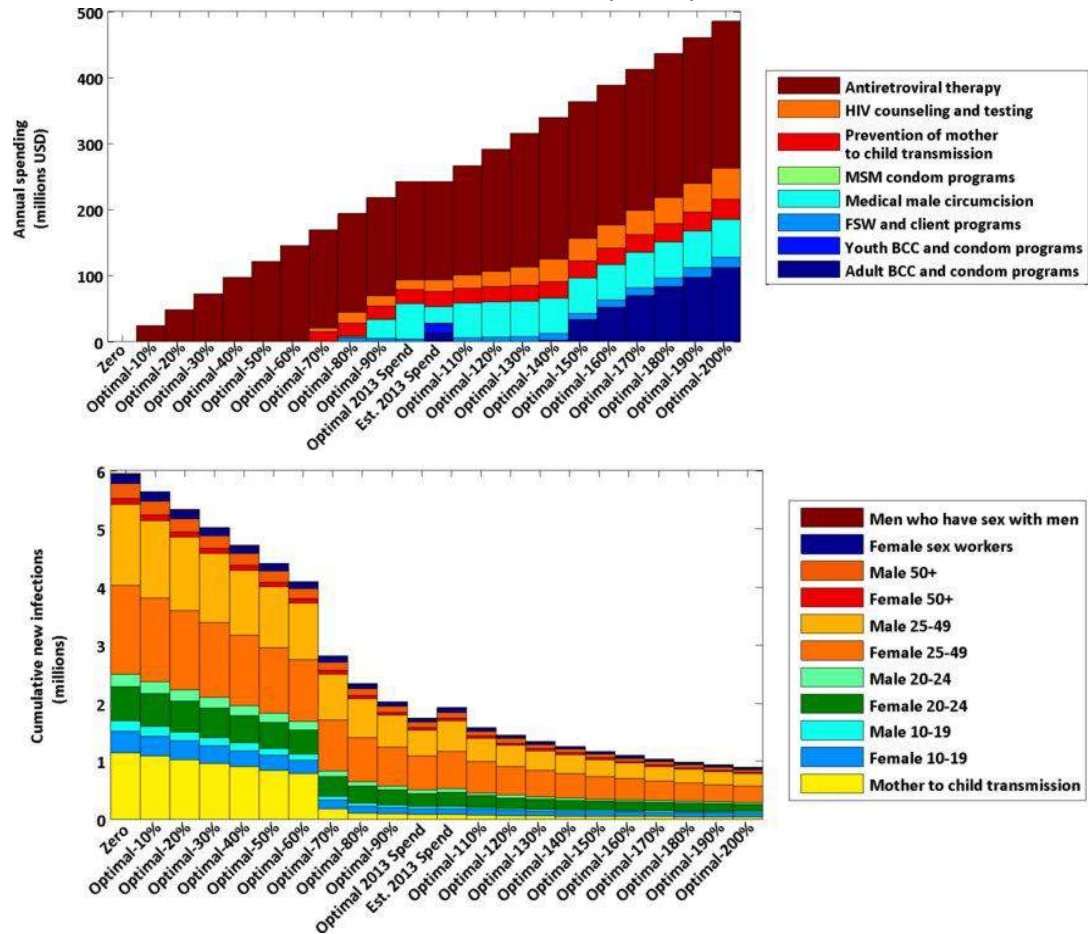 500
400
300
200
100
0
Annual spending
(millions USD)
Zero
Optimal-10%
Optimal-20%
Optimal-30%
Optimal-40%
Optimal-50%
Optimal-60%
Optimal-70%
Optimal-80%
Optimal-90%
Optimal 2013 Spend
Est. 2013 Spend
Optimal-110%
Optimal-120%
Optimal-130%
Optimal-140%
Optimal-150%
Optimal-160%
Optimal-170%
Optimal-180%
Optimal-190%
Optimal-200%
Antiretroviral therapy
HIV counseling and testing
Prevention of mother
to child transmission
MSM condom programs
Medical male circumcision
FSW and client programs
Youth BCC and condom programs
Adult BCC and condom programs
6
5
4
3
2
1
0
Cumulative new infections
(millions)
Zero
Optimal-10%
Optimal-20%
Optimal-30%
Optimal-40%
Optimal-50%
Optimal-60%
Optimal-70%
Optimal-80%
Optimal-90%
Optimal 2013 Spend
Est. 2013 Spend
Optimal-110%
Optimal-120%
Optimal-130%
Optimal-140%
Optimal-150%
Optimal-160%
Optimal-170%
Optimal-180%
Optimal-190%
Optimal-200%
Men who have sex with men
Female sex workers
Male 50+
Female 50+
Male 25-49
Female 25-49
Male 20-24
Female 20-24
Male 10-19
Female 10-19
Mother to child transmission